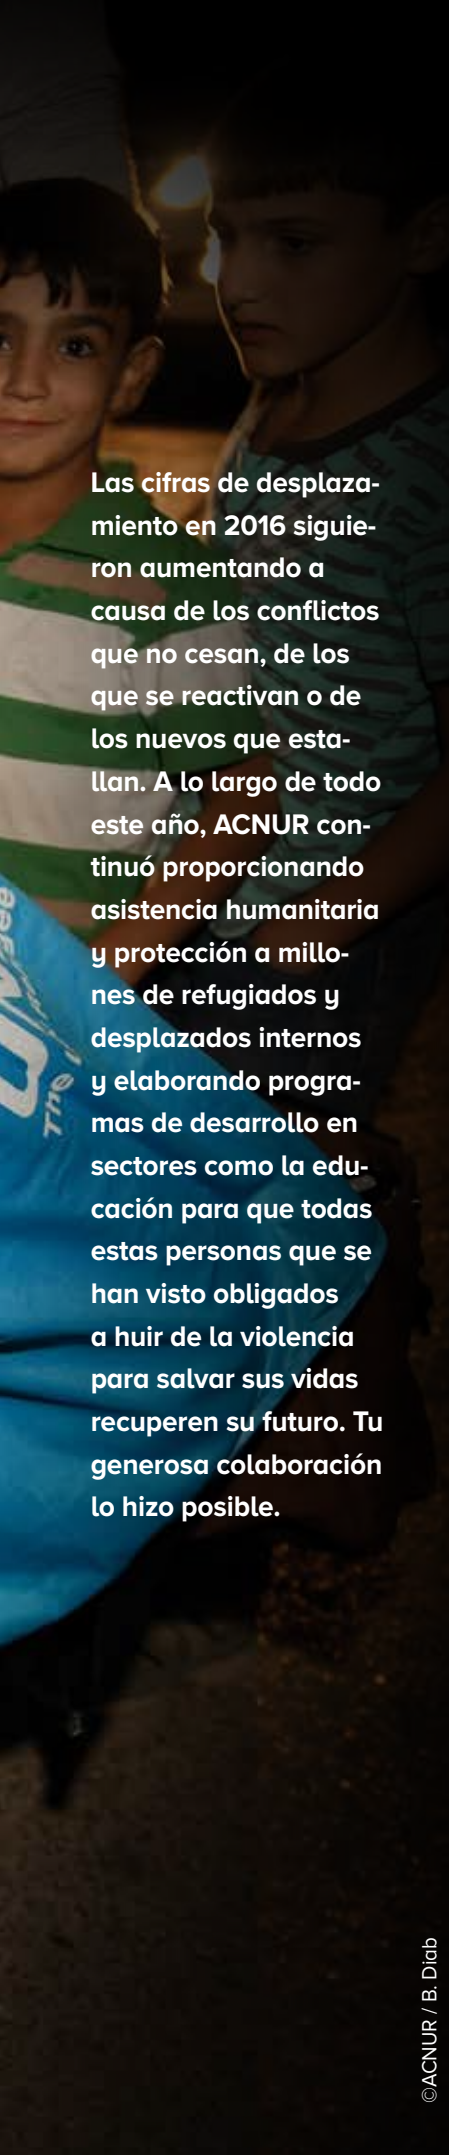 Las cifras de desplaza-
miento en 2016 siguie-
ron aumentando a
causa de los conflictos
que no cesan, de los
que se reactivan o de
los nuevos que esta-
llan. A lo largo de todo
este año, ACNUR con-
tinuó proporcionando
asistencia humanitaria
y protección a millo-
nes de refugiados y
desplazados internos
y elaborando progra-
mas de desarrollo en
sectores como la edu-
cación para que todas
estas personas que se
han visto obligados
a huir de la violencia
para salvar sus vidas
recuperen su futuro. Tu
generosa colaboración
lo hizo posible.
The
©ACNUR / B. Diab